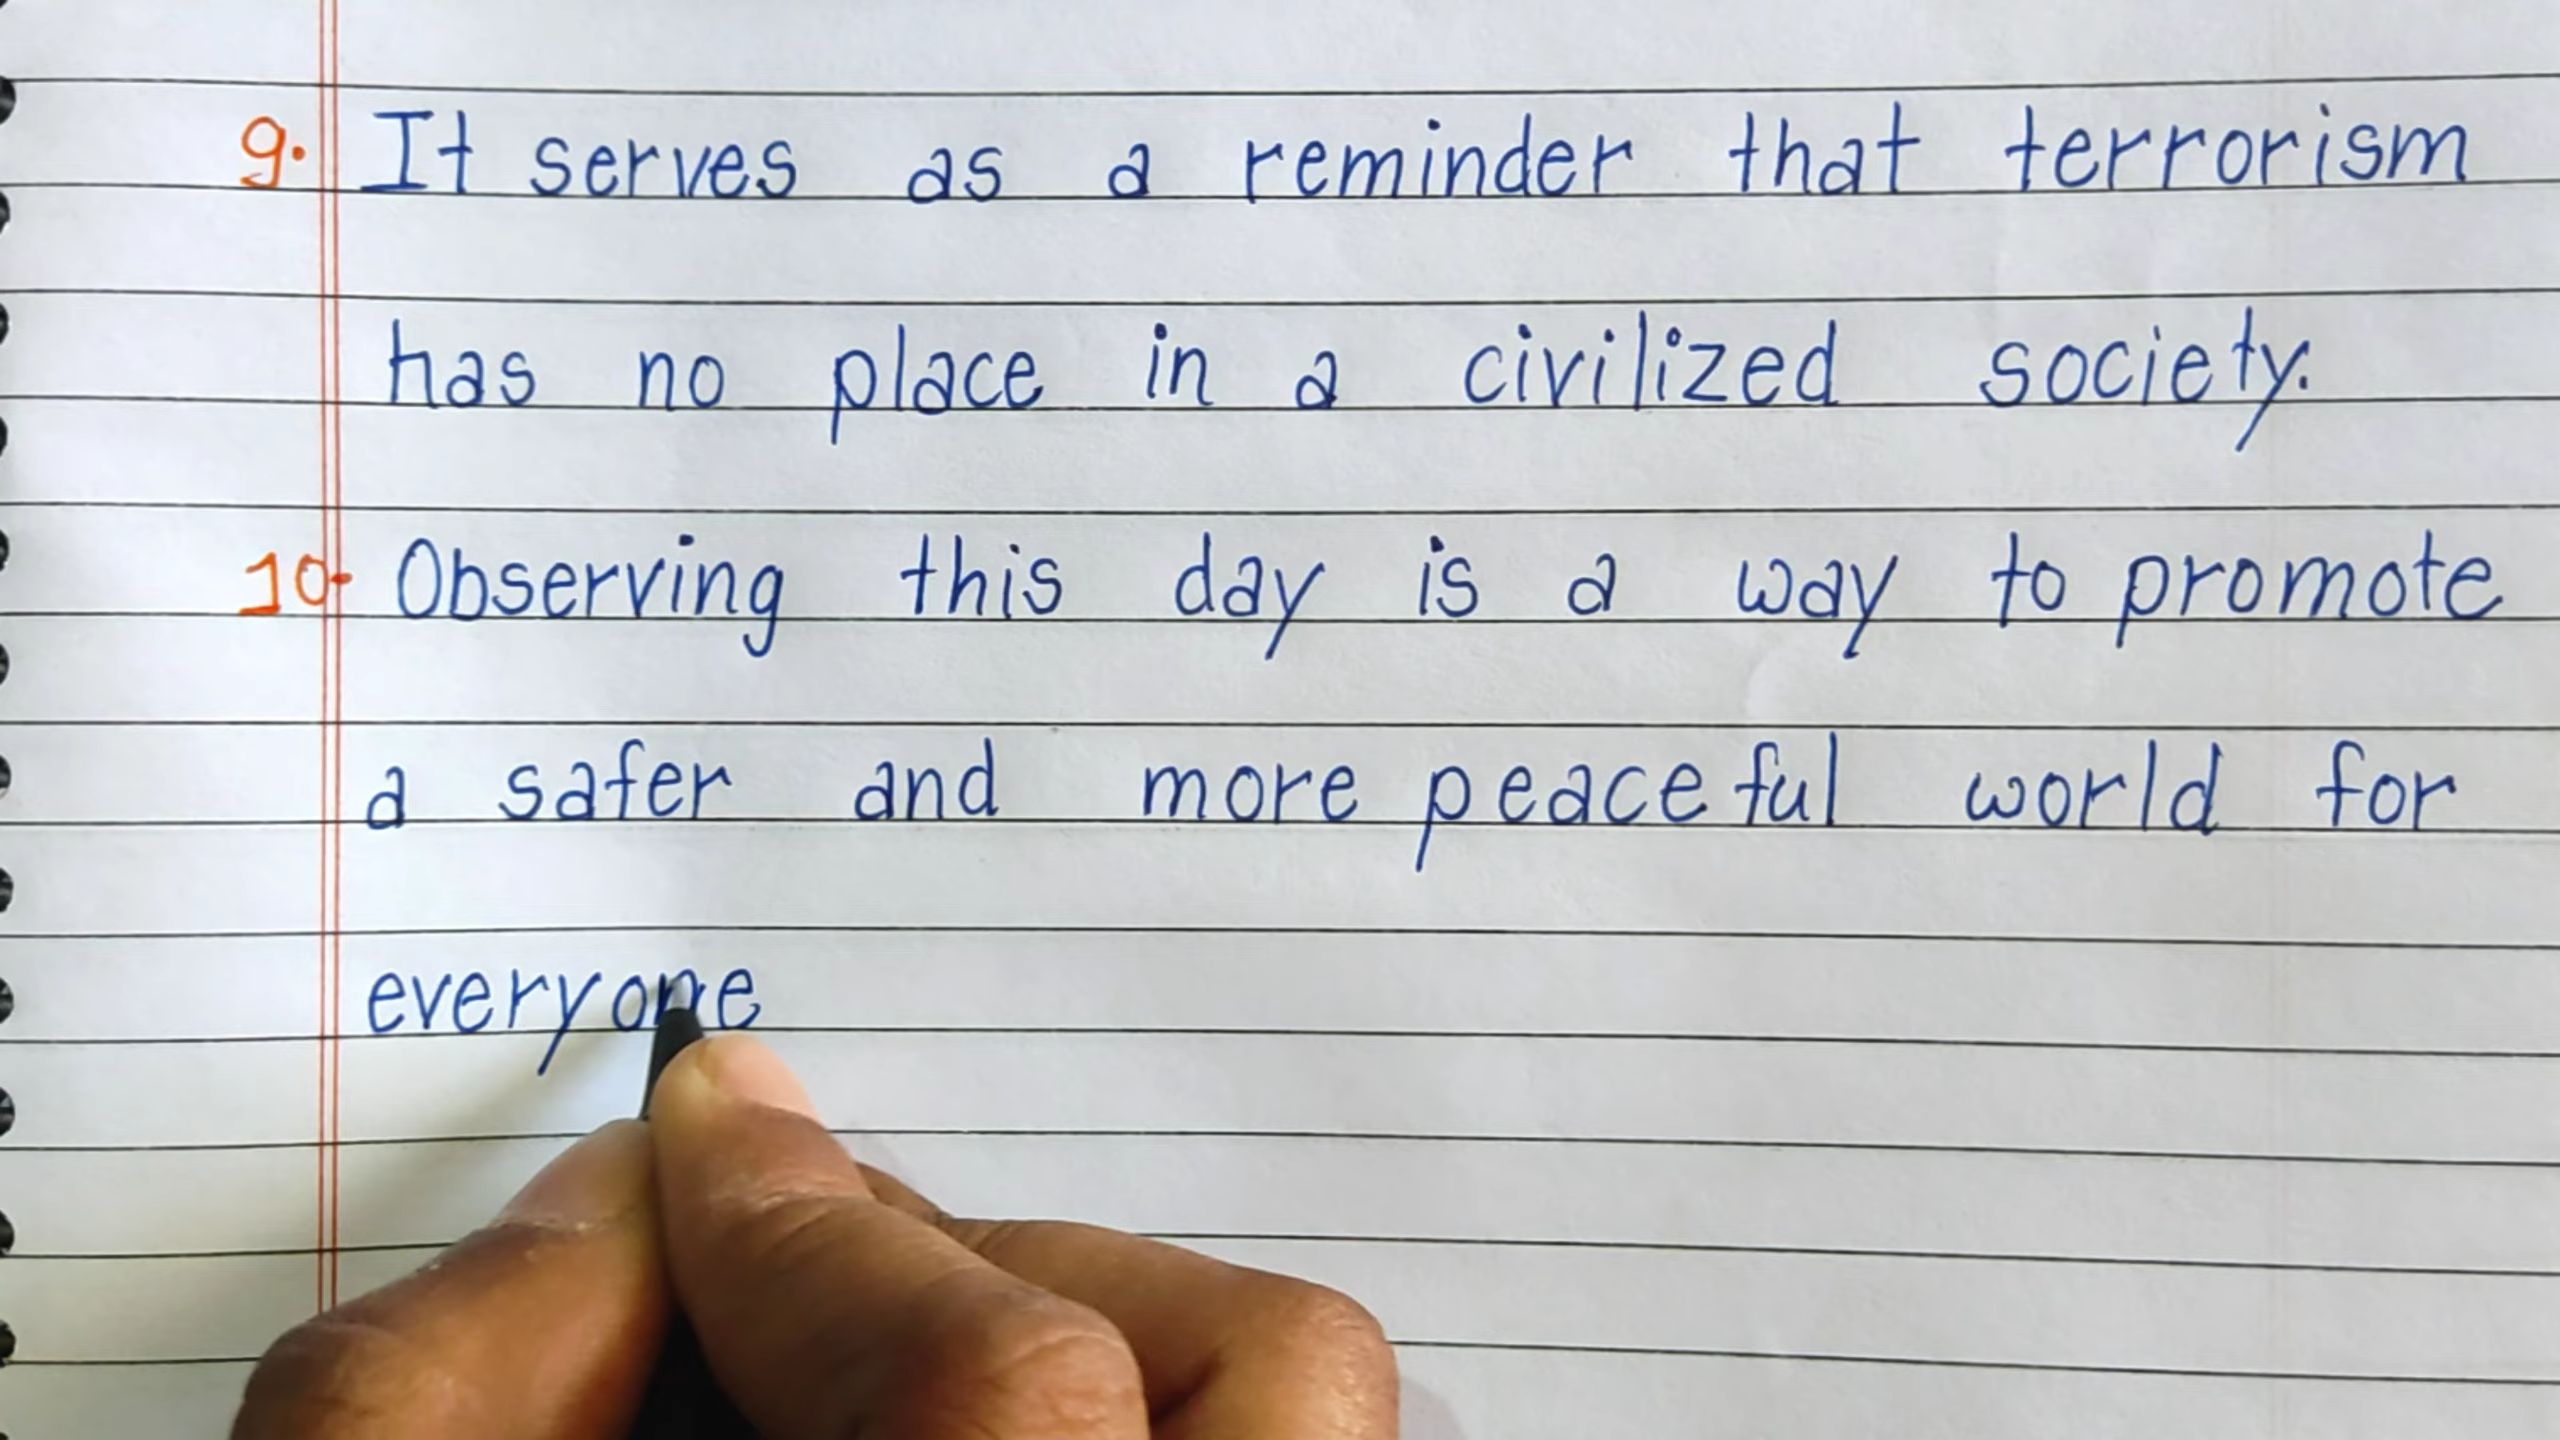 9. It serves as a reminder that terrorism
has no place in a civilized society.
10. Observing this day is a way to promote
a safer and more peaceful world for
everyone